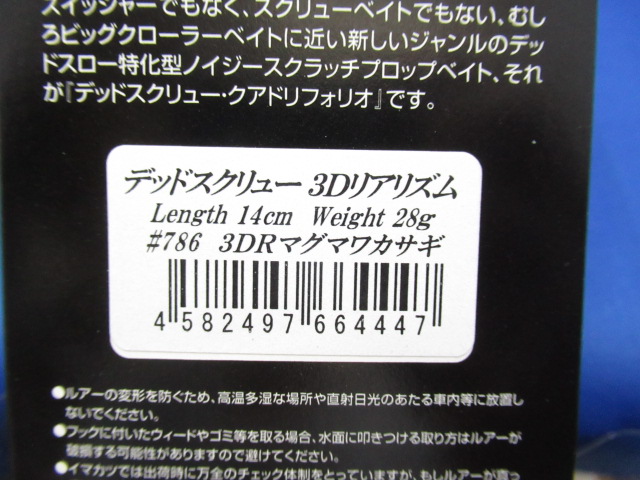 スイッシャーでもなく、スクリューベイトでもない。むし
ろビッグクローラーベイトに近い新しいジャンルのデッ
ドスロー特化型ノイジースクラッチプロップベイト、それ
が『デッドスクリュー・クアドリフォリオ』です。
デッドスクリュー 3Dリアリズム
Length 14cm Weight 28g
#786 3DRマグマワカサギ
4 582497 664447
●ルアーの変形を防ぐため、高温多湿な場所や直射日光のあたる車内等に放置し
ないでください。
●フックに付いたウィードやゴミ等を取る場合、水面に叩きつける取り方はルアーが
破損する可能性がありますので避けてください。
●イマカツでは出荷時に万全のチェック体制をとっていますが、もしルアーが真っ